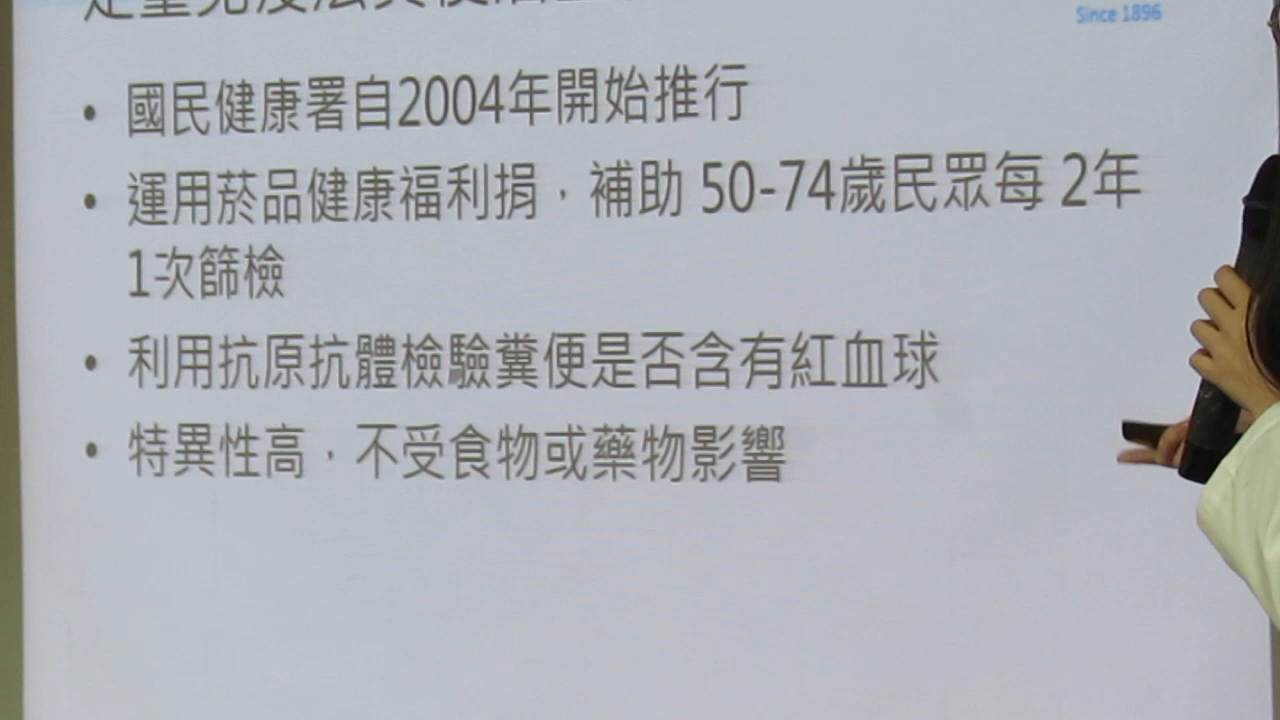 Since 1896
• 國民健康署自2004年開始推行
• 運用菸品健康福利捐，補助 50-74歲民眾每 2年
1次篩檢
• 利用抗原抗體檢驗糞便是否含有紅血球
• 特異性高，不受食物或藥物影響